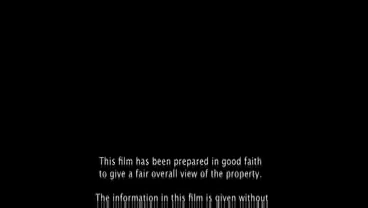 This film has been prepared in good faith
to give a fair overall view of the property.
The information in this film is given without